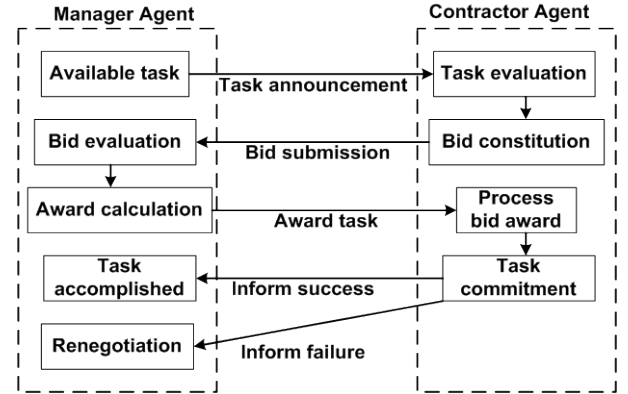 Manager Agent
Contractor Agent
Available task
Task announcement
Task evaluation
Bid evaluation
Bid submission
Bid constitution
Award calculation
Award task
Process
bid award
Task
accomplished
Inform success
Task
commitment
Renegotiation
Inform failure